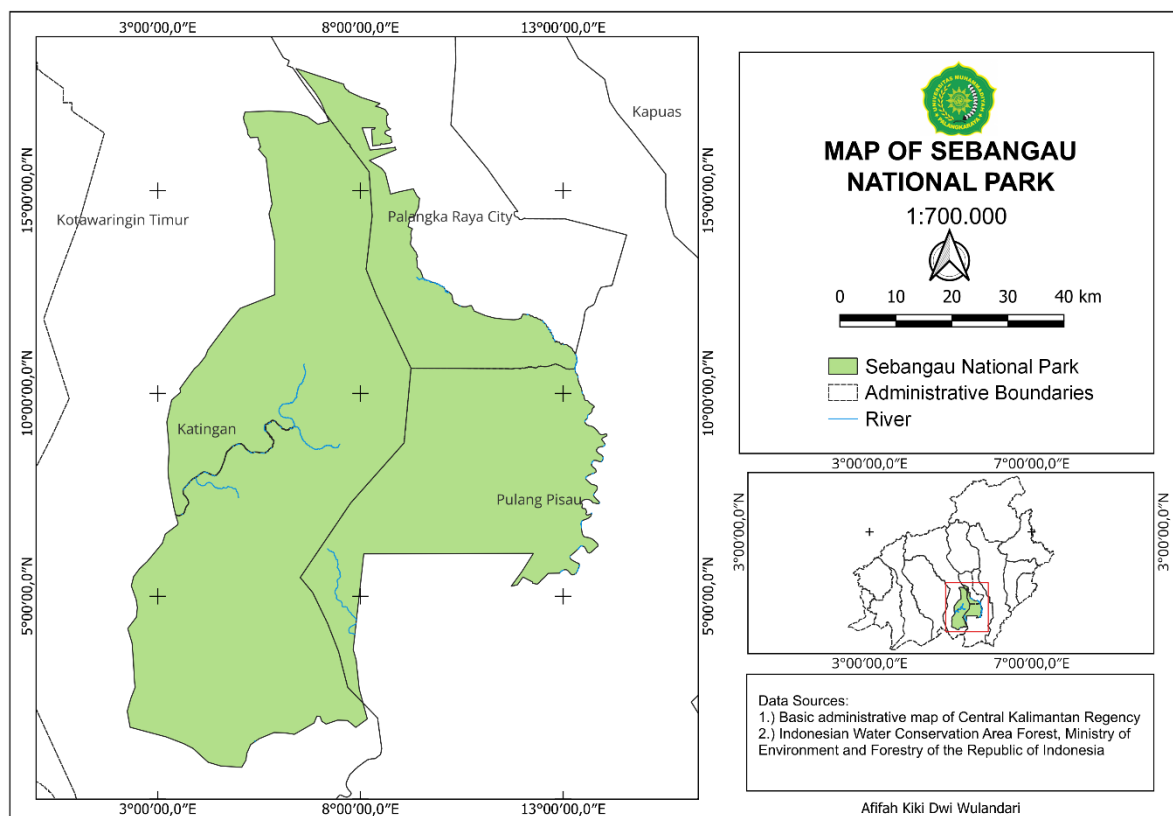 3°00′00,0″E 8°00′00,0″E 13°00′00,0″E
15°00′00,0″N 15°00′00,0″N
10°00′00,0″N 10°00′00,0″N
5°00′00,0″N 5°00′00,0″N
Kapuas
Kotawaringin Timur
Palangka Raya City
Katingan
Pulang Pisau
3°00′00,0″E 8°00′00,0″E 13°00′00,0″E
UNIVERSITAS MUHAMMADIYAH
PALANGKARAYA
MAP OF SEBANGAU
NATIONAL PARK
1:700.000
0 10 20 30 40 km
Sebangau National Park
Administrative Boundaries
River
3°00′00,0″E 7°00′00,0″E
3°00′00,0″N 3°00′00,0″N
3°00′00,0″E 7°00′00,0″E
Data Sources:
1.) Basic administrative map of Central Kalimantan Regency
2.) Indonesian Water Conservation Area Forest, Ministry of
Environment and Forestry of the Republic of Indonesia
Afifah Kiki Dwi Wulandari